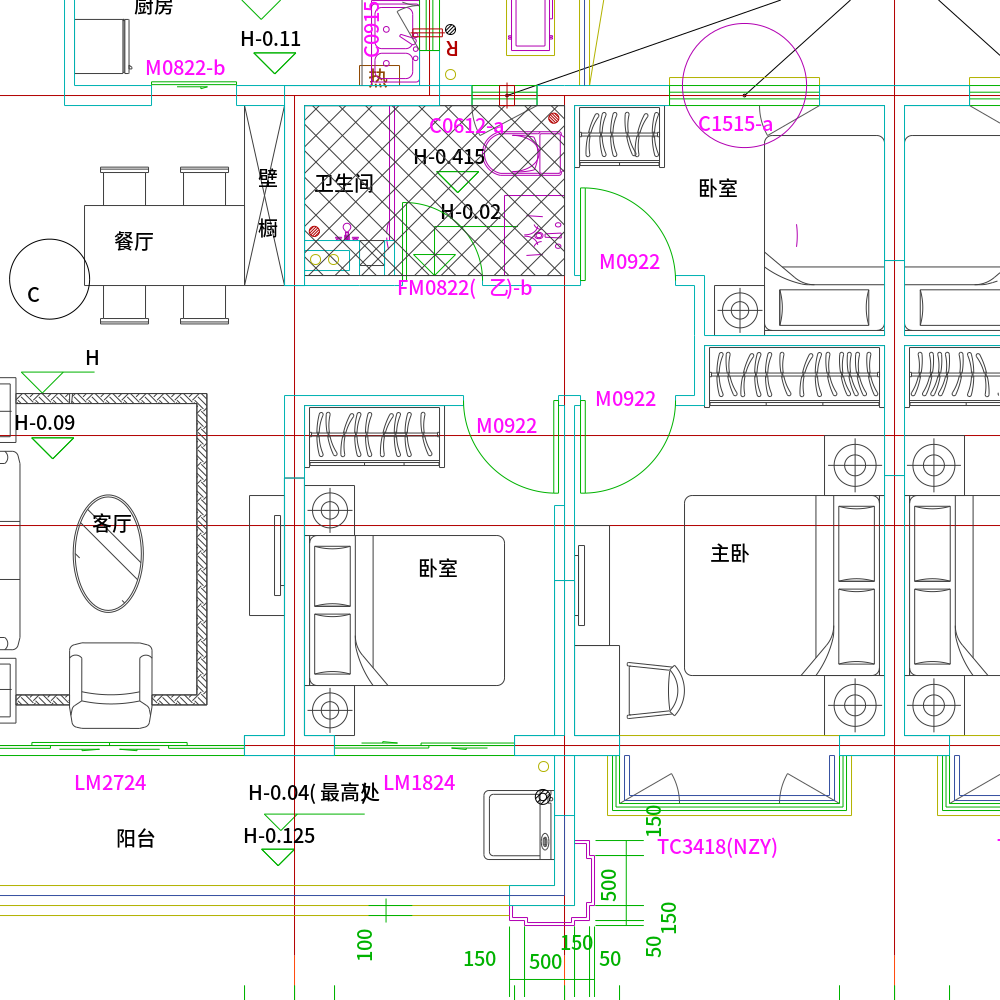 厨房
C0915
H-0.11
R
M0822-b
热
C0612-a
C1515-a
H-0.415
壁
卫生间
卧室
H-0.02
橱
餐厅
M0922
FM0822( 乙)-b
C
H
M0922
H-0.09
M0922
客厅
卧室
主卧
LM2724
LM1824
H-0.04( 最高处
150
H-0.125
阳台
TC3418(NZY)
500
150
100
150
50
150
500
50